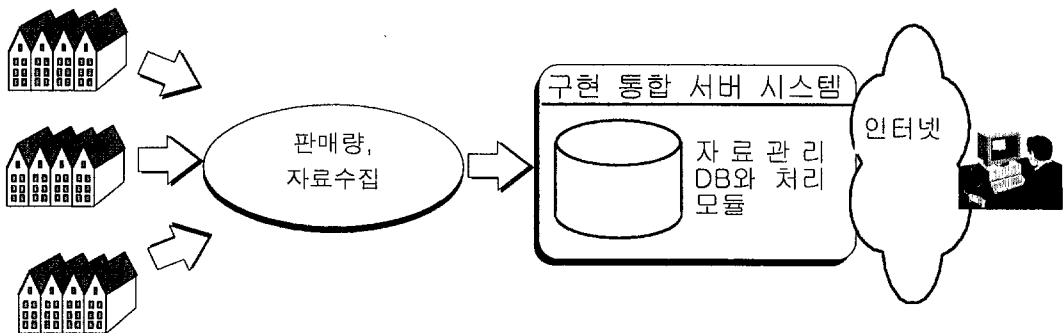 판매량,
자료수집
구현 통합 서버 시스템
자료관리
DB와 처리
모듈
인터넷